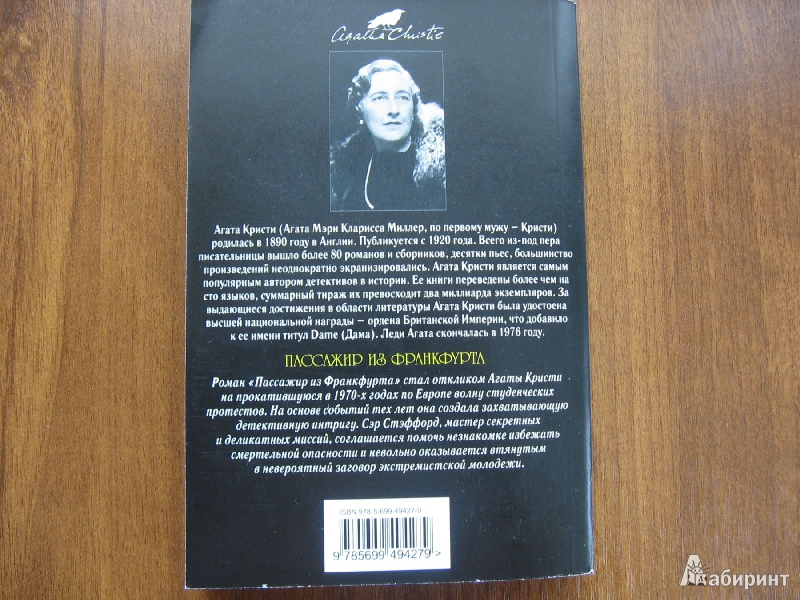 Agatha Christie
Агата Кристи (Агата Мэри Кларисса Миллер, по первому мужу – Кристи)
родилась в 1890 году в Англии. Публикуется с 1920 года. Всего из-под пера
писательницы вышло более 80 романов и сборников, десятки пьес, большинство
произведений неоднократно экранизировались. Агата Кристи является самым
популярным автором детективов в истории. Ее книги переведены более чем на
сто языков, суммарный тираж их превосходит два миллиарда экземпляров. За
выдающиеся достижения в области литературы Агата Кристи была удостоена
высшей национальной награды – ордена Британской Империи, что добавило
к ее имени титул Dame (Дама). Леди Агата скончалась в 1976 году.
ПАССАЖИР ИЗ ФРАНКФУРТА
Роман «Пассажир из Франкфурта» стал откликом Агаты Кристи
на прокатившуюся в 1970-х годах по Европе волну студенческих
протестов. На основе событий тех лет она создала захватывающую
детективную интригу. Сэр Стэффорд, мастер секретных
и деликатных миссий, соглашается помочь незнакомке избежать
смертельной опасности и невольно оказывается втянутым
в невероятный заговор экстремистской молодежи.
ISBN 978-5-699-49427-9
9 785699 494279 >
Лабиринт